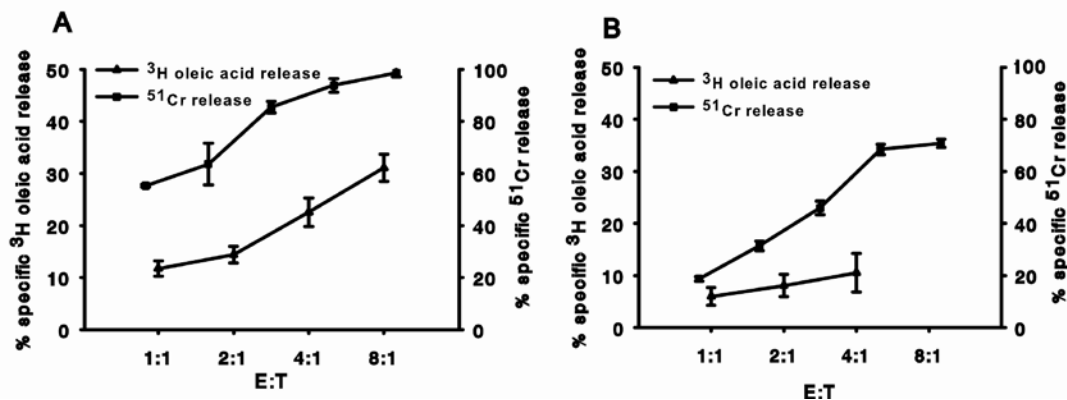 A
% specific ³H oleic acid release
50
40
30
20
10
0
³H oleic acid release
⁵¹Cr release
100
80
60
40
20
0
% specific ⁵¹Cr release
1:1 2:1 4:1 8:1
E:T
B
% specific ³H oleic acid release
50
40
30
20
10
0
³H oleic acid release
⁵¹Cr release
100
80
60
40
20
0
% specific ⁵¹Cr release
1:1 2:1 4:1 8:1
E:T